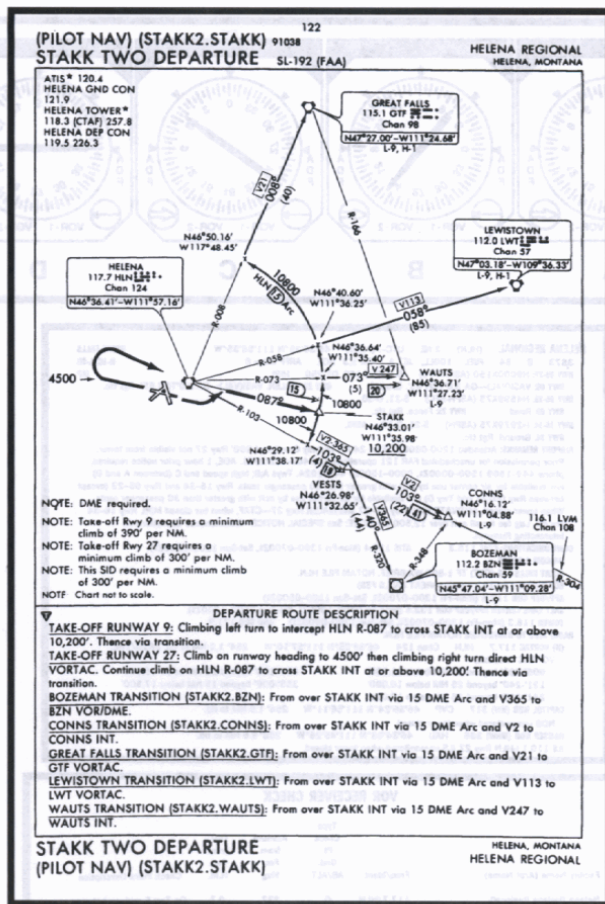 122
(PILOT NAV) (STAKK2.STAKK) 91038
STAKK TWO DEPARTURE SL-192 (FAA)
HELENA REGIONAL
HELENA, MONTANA
ATIS* 120.4
HELENA GND CON
121.9
HELENA TOWER*
118.3 (CTAF) 257.8
HELENA DEP CON
119.5 226.3
GREAT FALLS
115.1 GTF
Chan 98
N47°27.00'-W111°24.68'
L-9, H-1
V21
008°
(40)
R-166
LEWISTOWN
112.0 LWT
Chan 57
N47°03.18'-W109°36.33'
L-9, H-1
N46°50.16'
W117°48.45'
HELENA
117.7 HLN
Chan 124
N46°36.41'-W111°57.16'
10800
HLN 15 Arc
N46°40.60'
W111°36.25'
V113
058°
(85)
R-008
N46°36.64'
W111°35.40'
R-058
R-073
V 247
073°
(5)
20
WAUTS
N46°36.71'
W111°27.23'
L-9
4500
15
087°
10800
10800
R-103
STAKK
N46°33.01'
W111°35.98'
10,200
N46°29.12'
W111°38.17'
V2-365
103°
(4)
19
VESTS
N46°26.98'
W111°32.65'
V2
103°
(22)
41
140°
(44)
CONNS
N46°16.12'
W111°04.88'
L-9
116.1 LVM
Chan 108
R-304
R-348
R-320
BOZEMAN
112.2 BZN
Chan 59
N45°47.04'-W111°09.28'
L-9
NOTE: DME required.
NOTE: Take-off Rwy 9 requires a minimum
climb of 390' per NM.
NOTE: Take-off Rwy 27 requires a
minimum climb of 300' per NM.
NOTE: This SID requires a minimum climb
of 300' per NM.
NOTE Chart not to scale.
DEPARTURE ROUTE DESCRIPTION
TAKE-OFF RUNWAY 9: Climbing left turn to intercept HLN R-087 to cross STAKK INT at or above
10,200'. Thence via transition.
TAKE-OFF RUNWAY 27: Climb on runway heading to 4500' then climbing right turn direct HLN
VORTAC. Continue climb on HLN R-087 to cross STAKK INT at or above 10,200'. Thence via
transition.
BOZEMAN TRANSITION (STAKK2.BZN): From over STAKK INT via 15 DME Arc and V365 to
BZN VOR/DME.
CONNS TRANSITION (STAKK2.CONNS): From over STAKK INT via 15 DME Arc and V2 to
CONNS INT.
GREAT FALLS TRANSITION (STAKK2.GTF): From over STAKK INT via 15 DME Arc and V21 to
GTF VORTAC.
LEWISTOWN TRANSITION (STAKK2.LWT): From over STAKK INT via 15 DME Arc and V113 to
LWT VORTAC.
WAUTS TRANSITION (STAKK2.WAUTS): From over STAKK INT via 15 DME Arc and V247 to
WAUTS INT.
STAKK TWO DEPARTURE
(PILOT NAV) (STAKK2.STAKK)
HELENA, MONTANA
HELENA REGIONAL